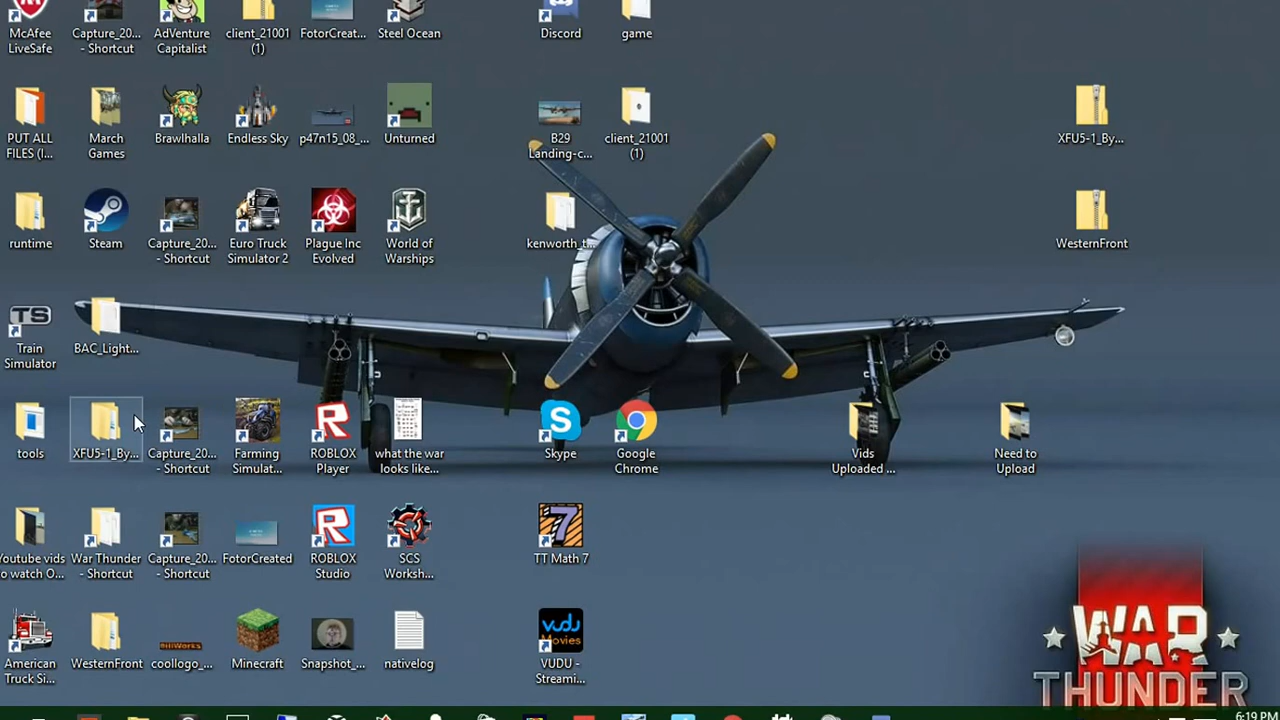 McAfee
LiveSafe
Capture_20...
- Shortcut
AdVenture
Capitalist
client_21001
(1)
FotorCreat...
Steel Ocean
Discord
game
PUT ALL
FILES (I...
March
Games
Brawlhalla
Endless Sky
p47n15_08_...
Unturned
B29
Landing-c...
client_21001
(1)
XFU5-1_By...
runtime
Steam
Capture_20...
- Shortcut
Euro Truck
Simulator 2
Plague Inc
Evolved
World of
Warships
kenworth_t...
WesternFront
TS
Train
Simulator
BAC_Light...
tools
XFU5-1_By...
Capture_20...
- Shortcut
Farming
Simulat...
ROBLOX
Player
what the war
looks like...
Skype
Google
Chrome
Vids
Uploaded ...
Need to
Upload
Youtube vids
o watch O...
War Thunder
- Shortcut
Capture_20...
- Shortcut
FotorCreated
ROBLOX
Studio
SCS
Worksh...
7
TT Math 7
American
Truck Si...
WesternFront
coollogo_...
Minecraft
Snapshot_...
nativelog
vudu
Movies
VUDU -
Streami...
WAR
THUNDER
6:19 PM